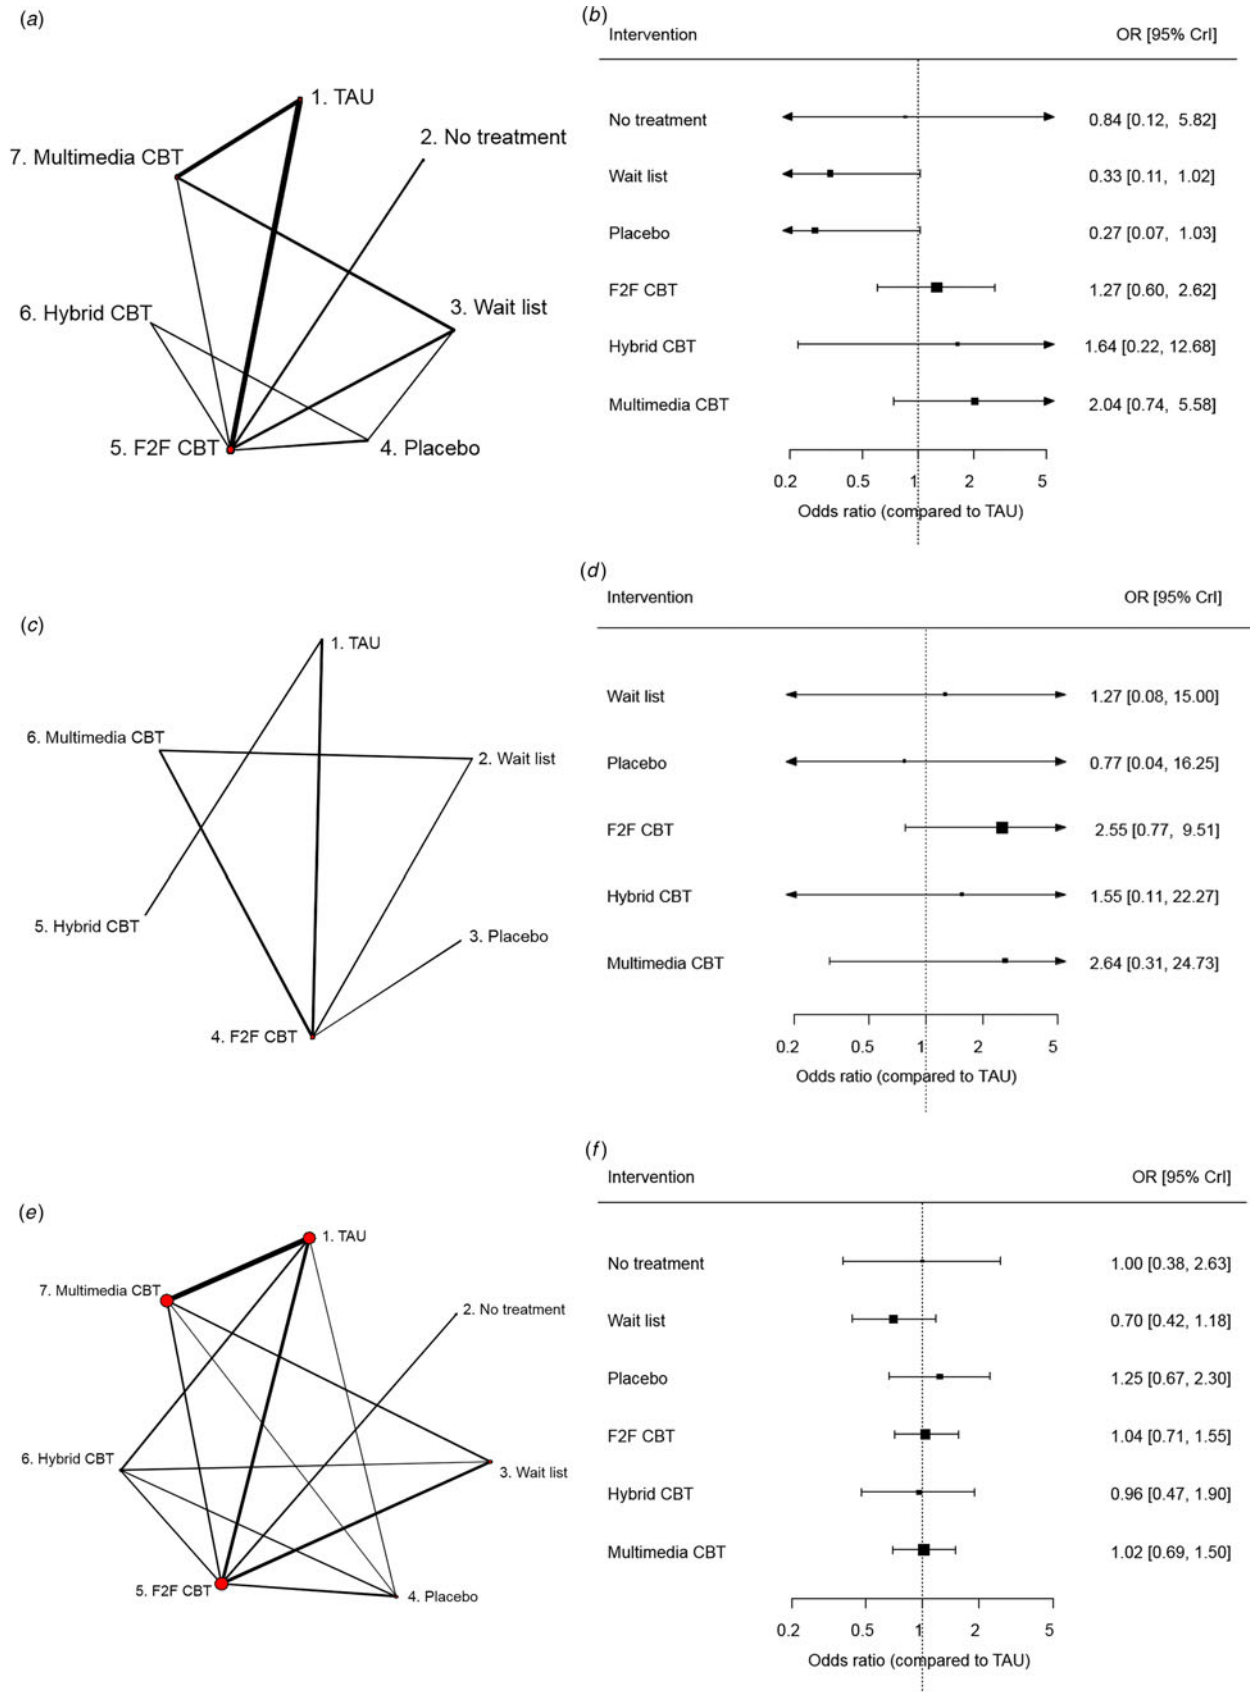 (a)
1. TAU
2. No treatment
7. Multimedia CBT
3. Wait list
6. Hybrid CBT
5. F2F CBT
4. Placebo
(b)
Intervention OR [95% CrI]
No treatment 0.84 [0.12, 5.82]
Wait list 0.33 [0.11, 1.02]
Placebo 0.27 [0.07, 1.03]
F2F CBT 1.27 [0.60, 2.62]
Hybrid CBT 1.64 [0.22, 12.68]
Multimedia CBT 2.04 [0.74, 5.58]
0.2 0.5 1 2 5
Odds ratio (compared to TAU)
(c)
1. TAU
6. Multimedia CBT
2. Wait list
5. Hybrid CBT
3. Placebo
4. F2F CBT
(d)
Intervention OR [95% CrI]
Wait list 1.27 [0.08, 15.00]
Placebo 0.77 [0.04, 16.25]
F2F CBT 2.55 [0.77, 9.51]
Hybrid CBT 1.55 [0.11, 22.27]
Multimedia CBT 2.64 [0.31, 24.73]
0.2 0.5 1 2 5
Odds ratio (compared to TAU)
(e)
1. TAU
7. Multimedia CBT
2. No treatment
6. Hybrid CBT
3. Wait list
5. F2F CBT
4. Placebo
(f)
Intervention OR [95% CrI]
No treatment 1.00 [0.38, 2.63]
Wait list 0.70 [0.42, 1.18]
Placebo 1.25 [0.67, 2.30]
F2F CBT 1.04 [0.71, 1.55]
Hybrid CBT 0.96 [0.47, 1.90]
Multimedia CBT 1.02 [0.69, 1.50]
0.2 0.5 1 2 5
Odds ratio (compared to TAU)